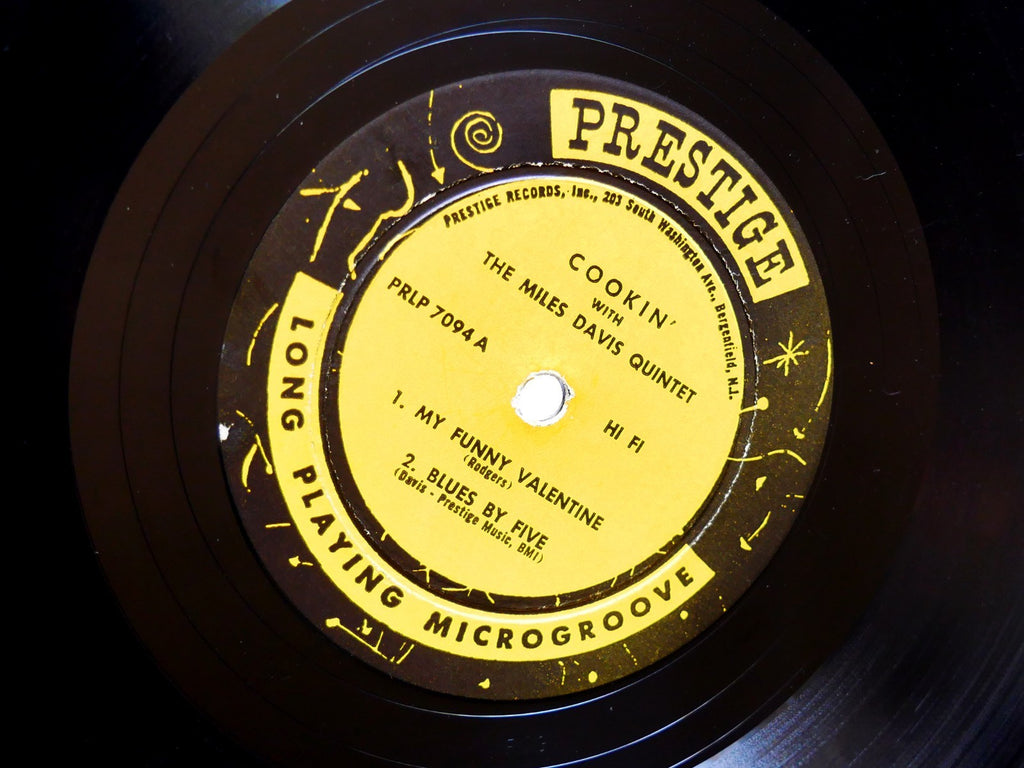 PRESTIGE
PRESTIGE RECORDS, Inc., 203 South Washington Ave., Bergenfield, N.J.
COOKIN'
WITH
THE MILES DAVIS QUINTET
PRLP 7094 A
HI FI
1. MY FUNNY VALENTINE
(Rodgers)
2. BLUES BY FIVE
(Davis - Prestige Music, BMI)
LONG PLAYING MICROGROOVE